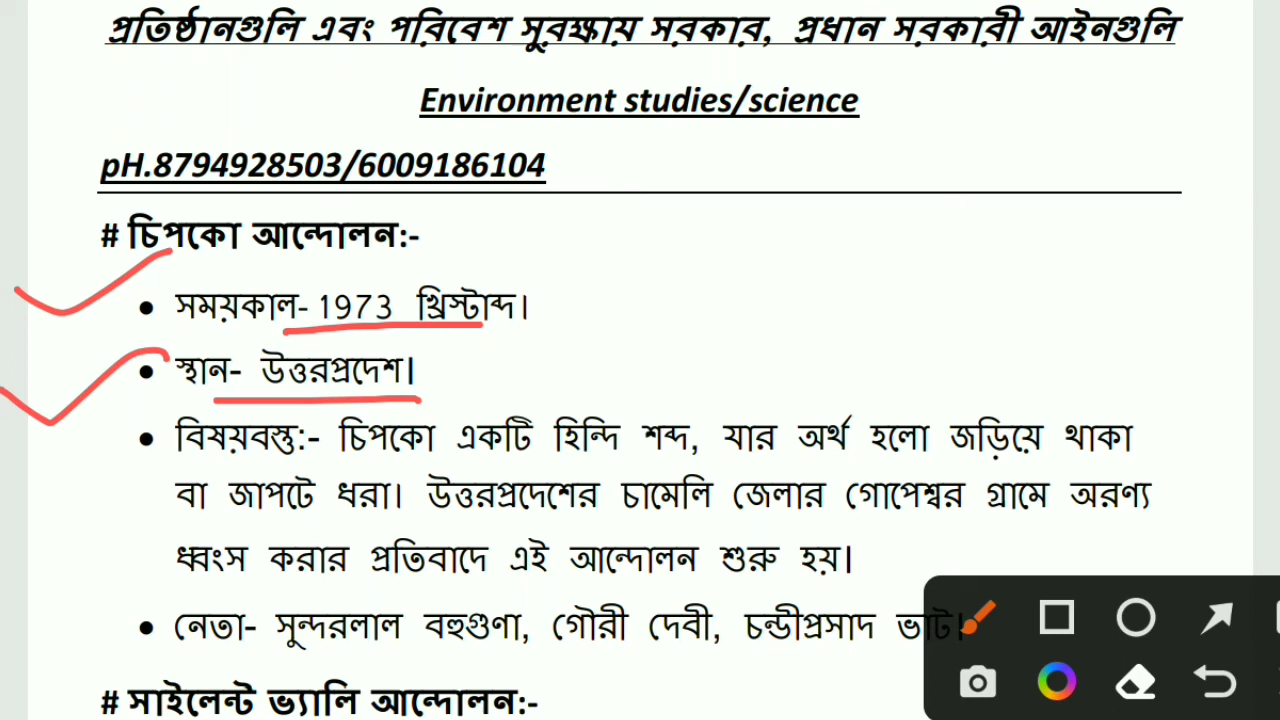 প্রতিষ্ঠানগুলি এবং পরিবেশ সুরক্ষায় সরকার, প্রধান সরকারী আইনগুলি
Environment studies/science
pH.8794928503/6009186104
# চিপকো আন্দোলন:-
• সময়কাল- 1973 খ্রিস্টাব্দ।
• স্থান- উত্তরপ্রদেশ।
• বিষয়বস্তু:- চিপকো একটি হিন্দি শব্দ, যার অর্থ হলো জড়িয়ে থাকা
বা জাপটে ধরা। উত্তরপ্রদেশের চামেলি জেলার গোপেশ্বর গ্রামে অরণ্য
ধ্বংস করার প্রতিবাদে এই আন্দোলন শুরু হয়।
• নেতা- সুন্দরলাল বহুগুণা, গৌরী দেবী, চন্ডীপ্রসাদ ভাট।
# সাইলেন্ট ভ্যালি আন্দোলন:-